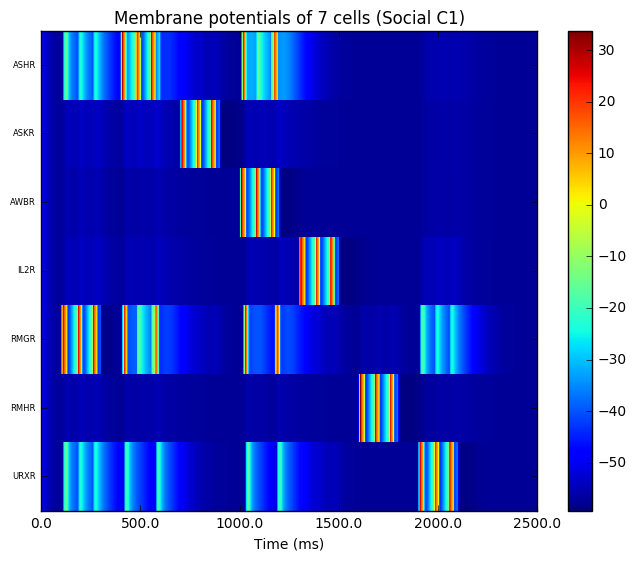 Membrane potentials of 7 cells (Social C1)
ASHR
ASKR
AWBR
IL2R
RMGR
RMHR
URXR
0.0 500.0 1000.0 1500.0 2000.0 2500.0
Time (ms)
30
20
10
0
−10
−20
−30
−40
−50